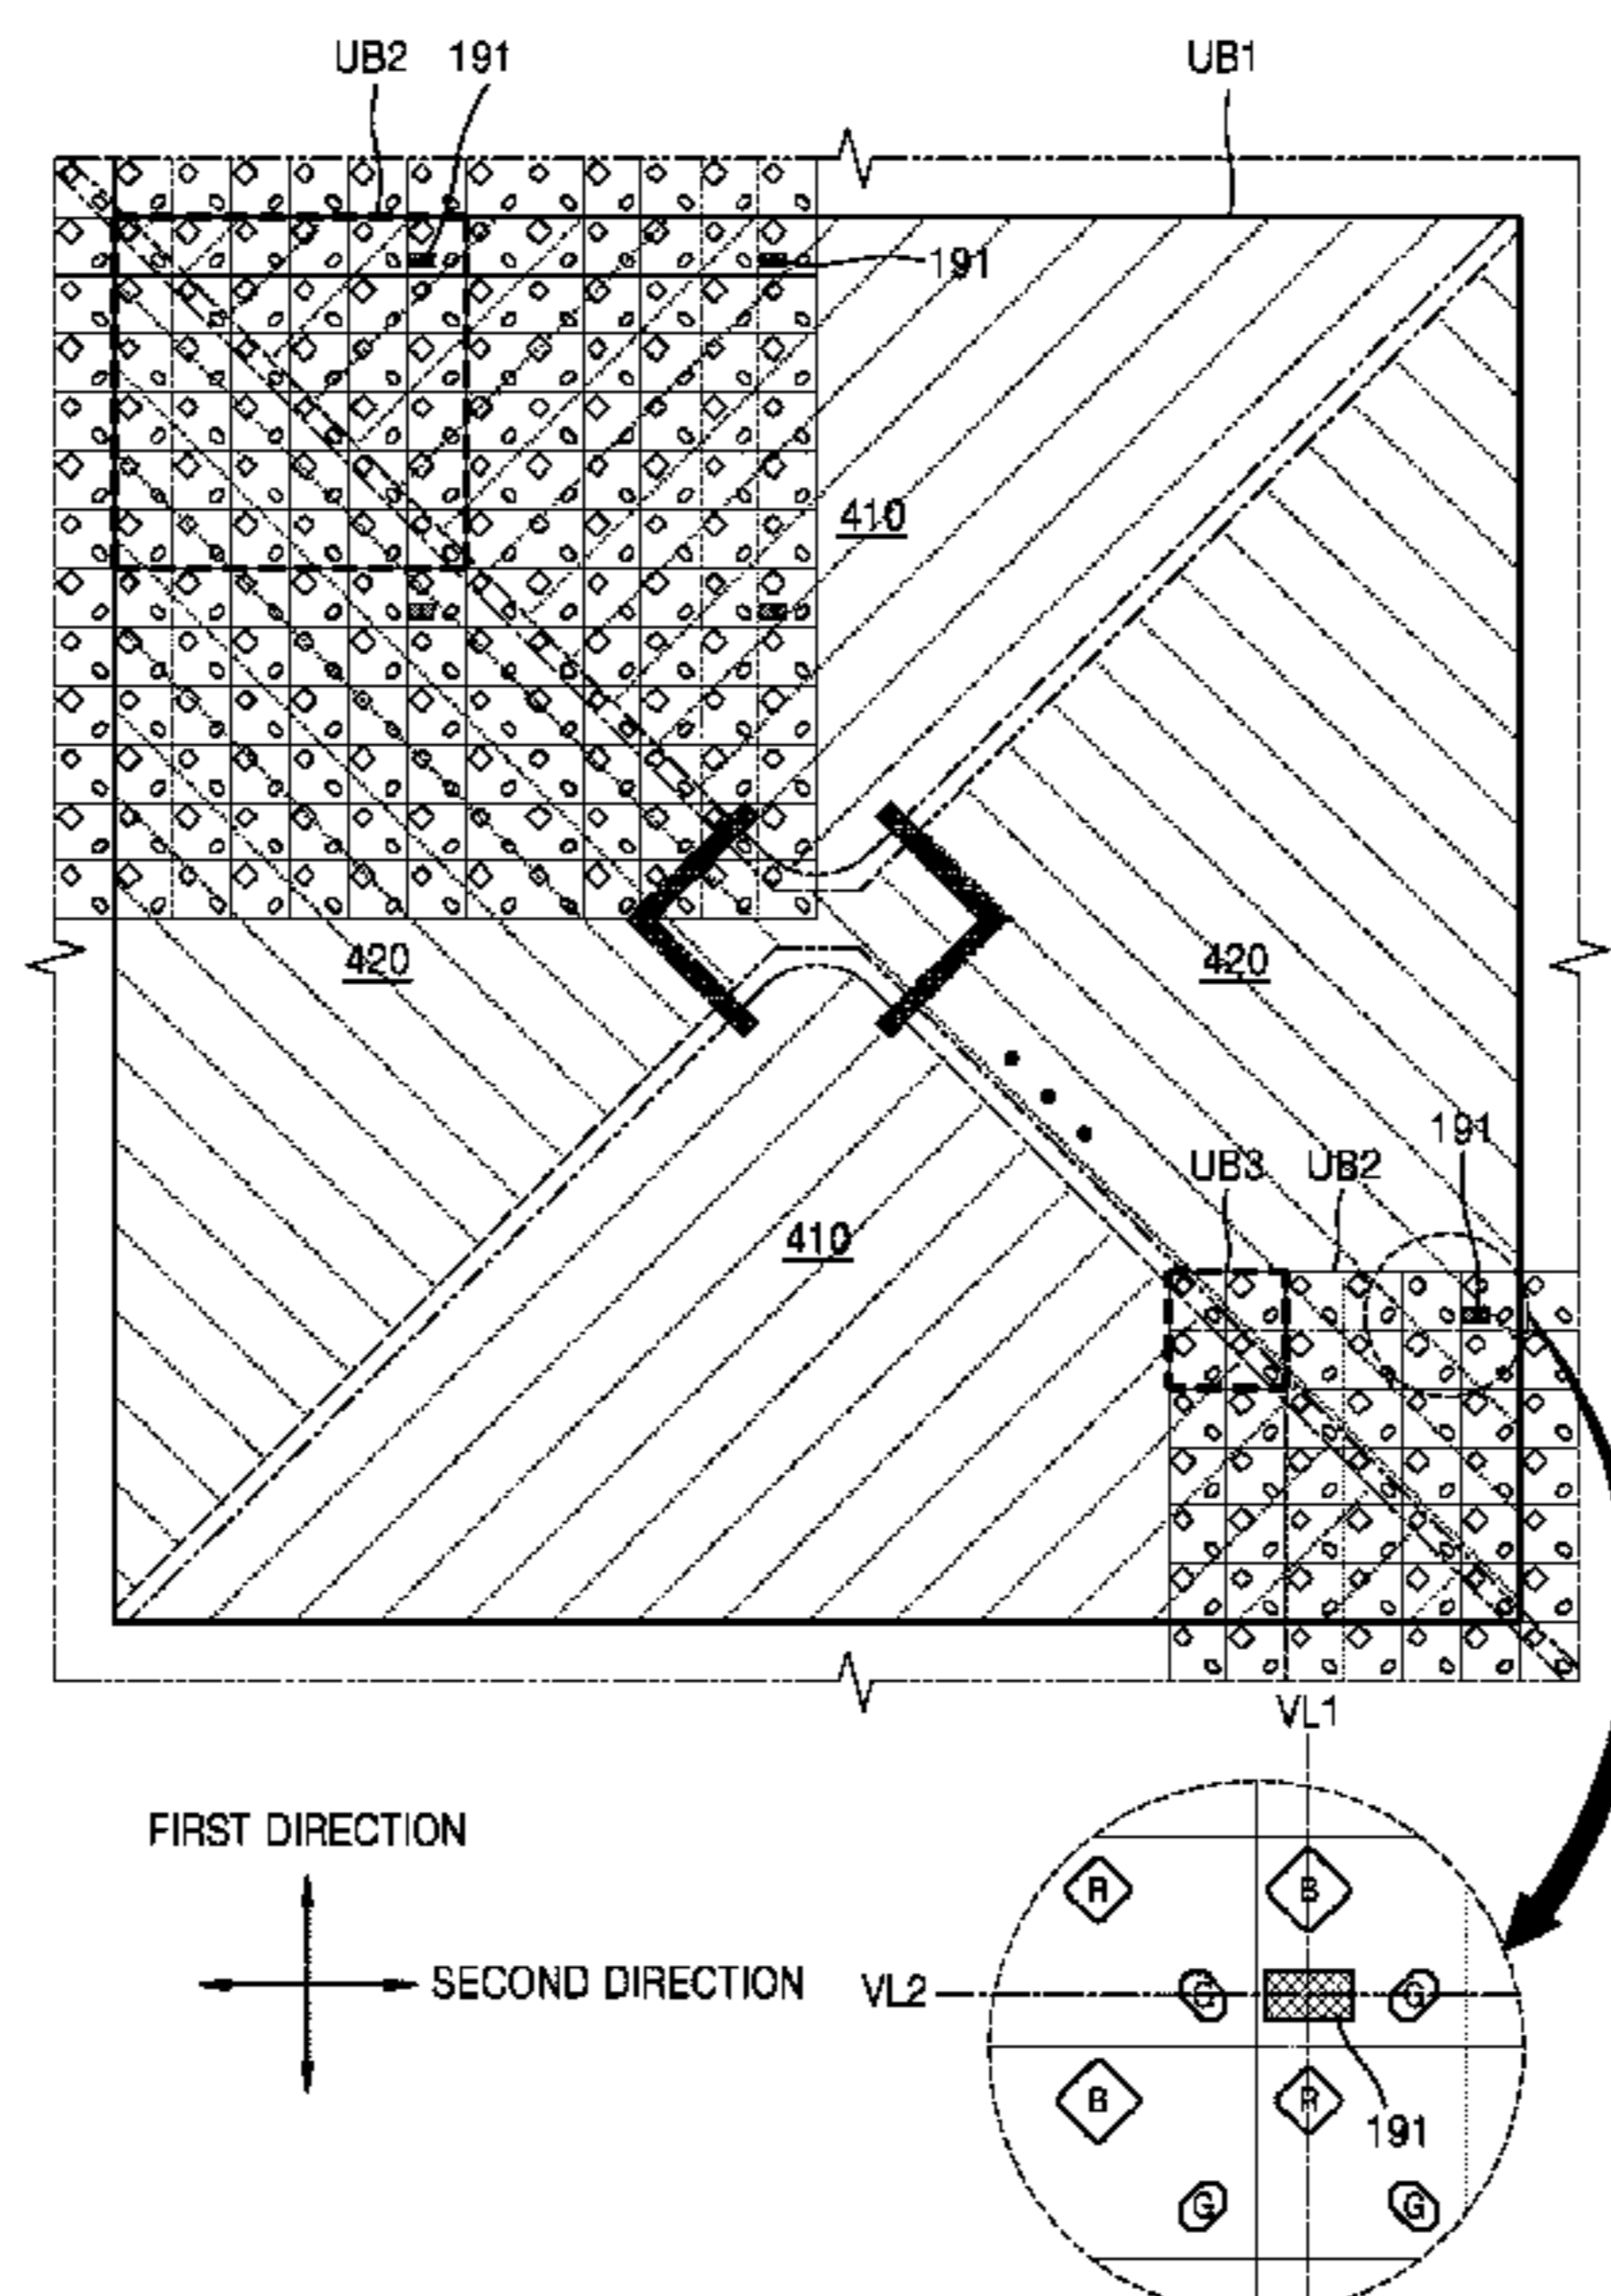 UB2 191 UB1
191
410
420 420
191
UB3 UB2
410
VL1
FIRST DIRECTION
R B
SECOND DIRECTION VL2 G G
B R
191
G G